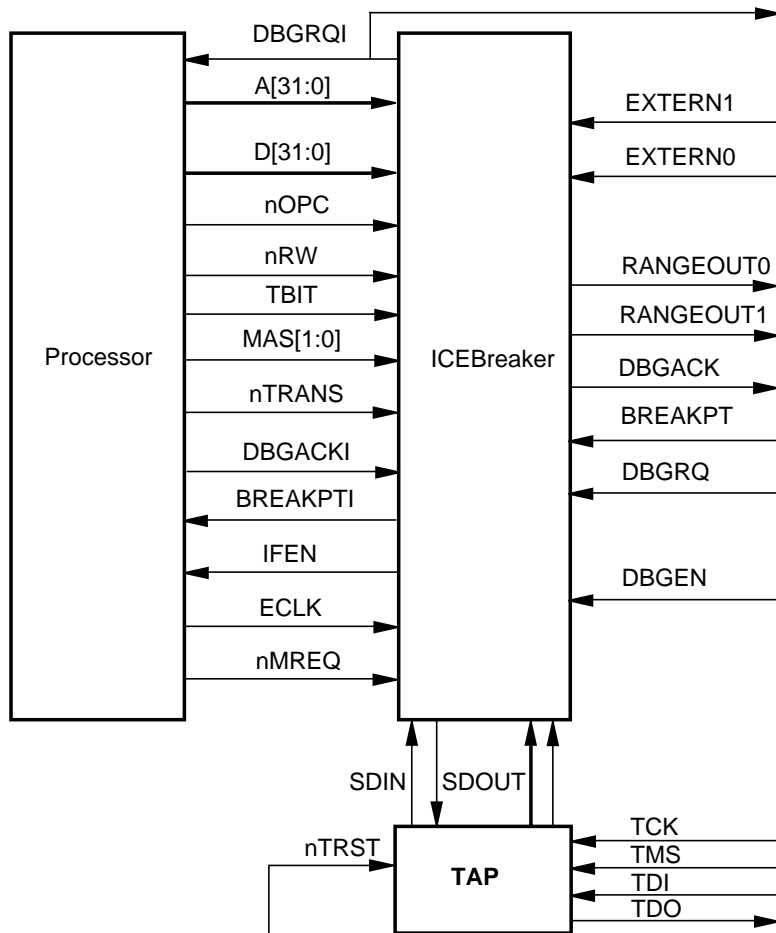 DBGRQI
A[31:0]
EXTERN1
D[31:0]
EXTERN0
nOPC
nRW
RANGEOUT0
TBIT
RANGEOUT1
MAS[1:0]
Processor
ICEBreaker
DBGACK
nTRANS
BREAKPT
DBGACKI
DBGRQ
BREAKPTI
IFEN
DBGEN
ECLK
nMREQ
SDIN
SDOUT
TCK
nTRST
TMS
TAP
TDI
TDO